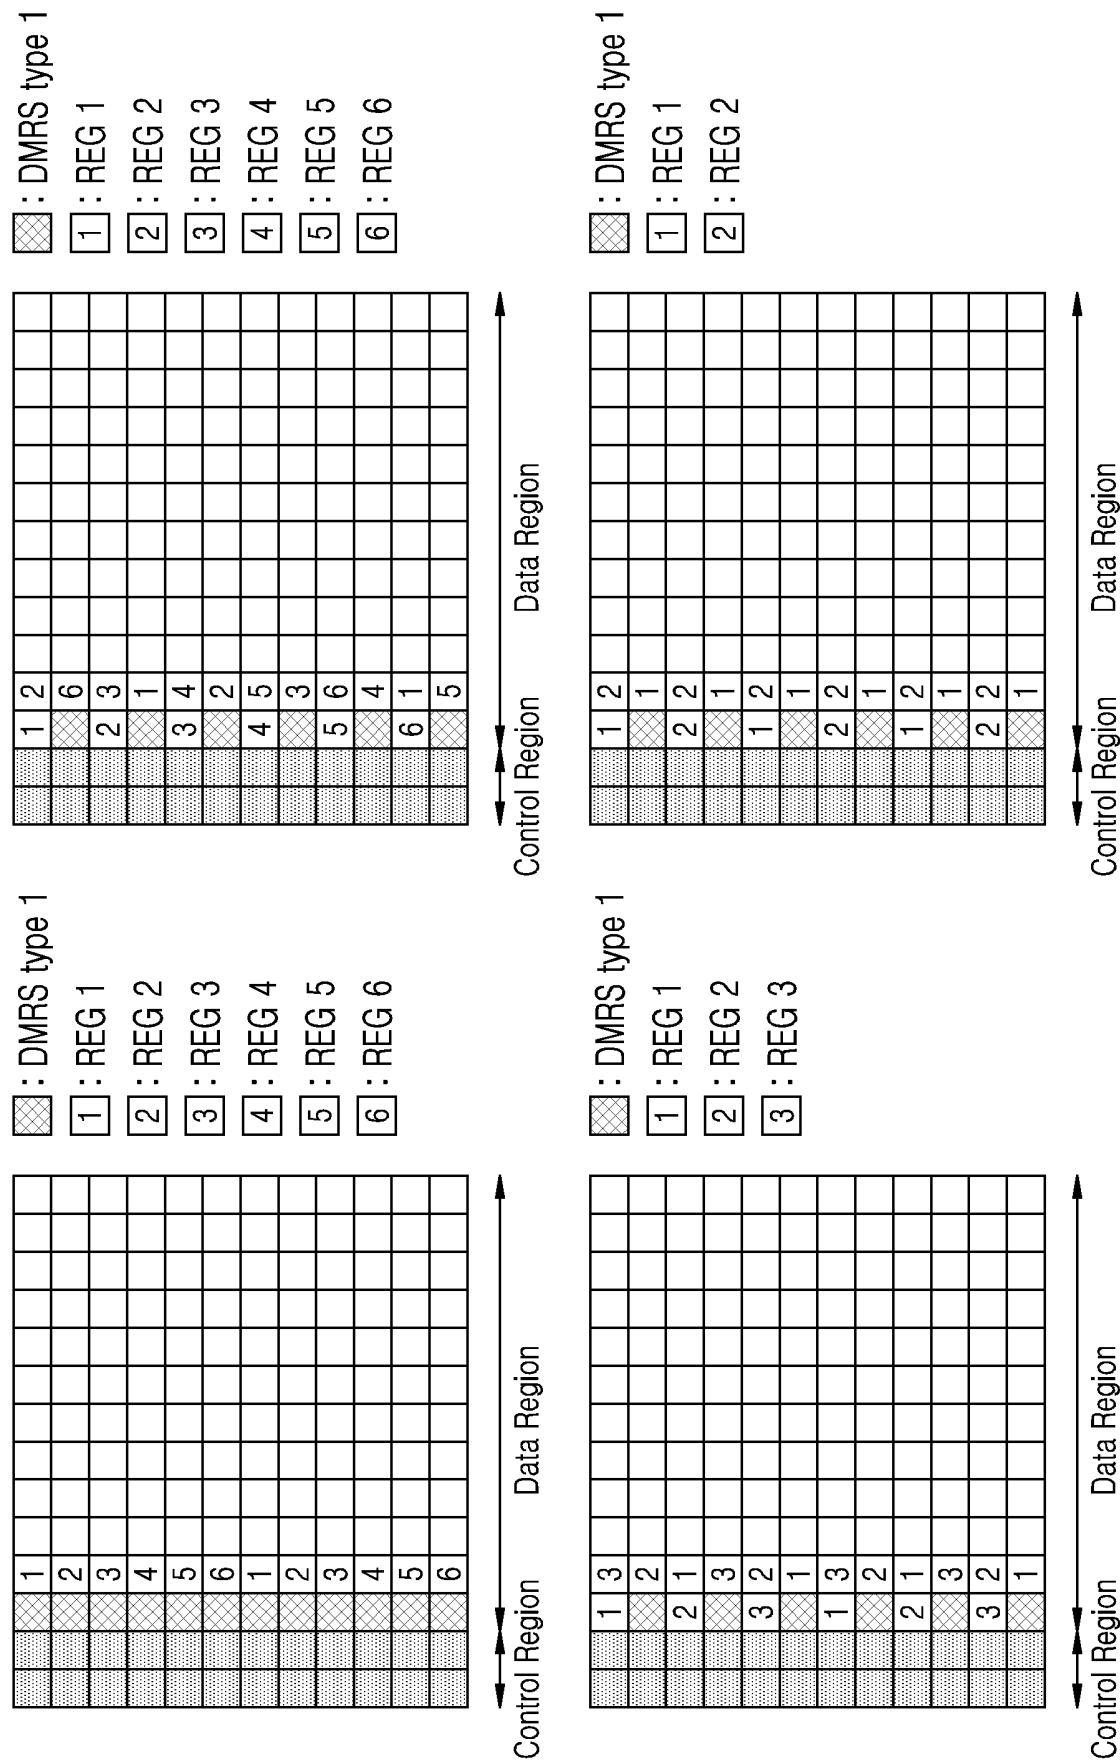 1
2
3
4
5
6
1
2
3
4
5
6
Control Region
Data Region
: DMRS type 1
1 : REG 1
2 : REG 2
3 : REG 3
4 : REG 4
5 : REG 5
6 : REG 6
1 2
6
2 3
1
3 4
2
4 5
3
5 6
4
6 1
5
Control Region
Data Region
: DMRS type 1
1 : REG 1
2 : REG 2
3 : REG 3
4 : REG 4
5 : REG 5
6 : REG 6
1 3
2
2 1
3
3 2
1
1 3
2
2 1
3
3 2
1
Control Region
Data Region
: DMRS type 1
1 : REG 1
2 : REG 2
3 : REG 3
1 2
1
2 2
1
1 2
1
2 2
1
1 2
1
2 2
1
Control Region
Data Region
: DMRS type 1
1 : REG 1
2 : REG 2